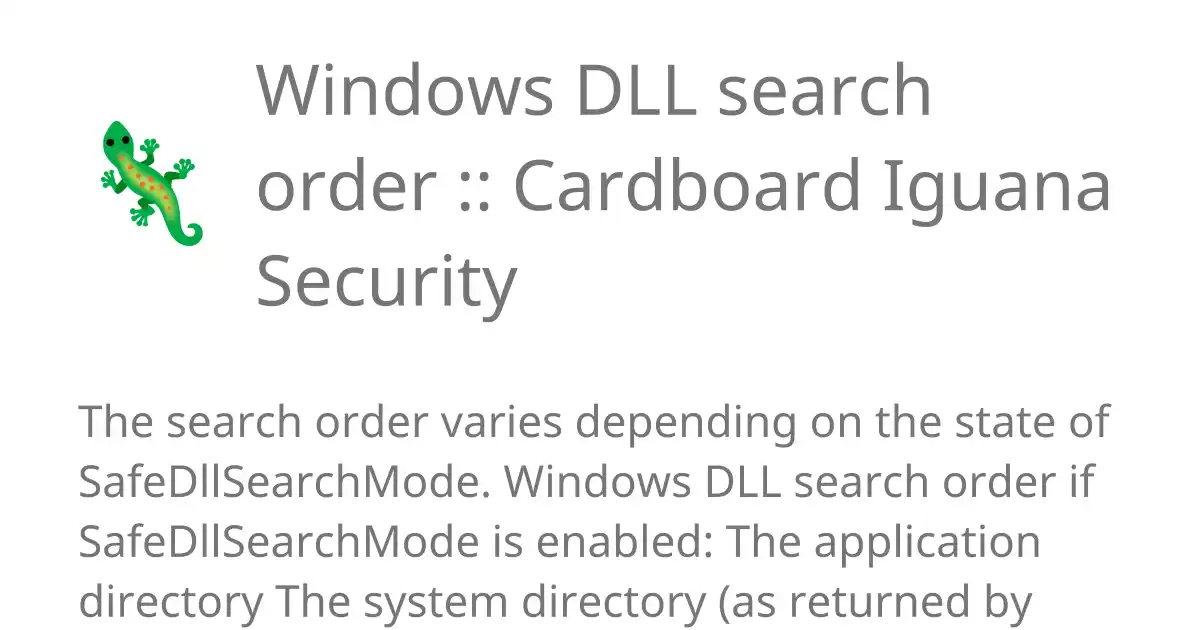 Windows DLL search
order :: Cardboard Iguana
Security
The search order varies depending on the state of
SafeDllSearchMode. Windows DLL search order if
SafeDllSearchMode is enabled: The application
directory The system directory (as returned by